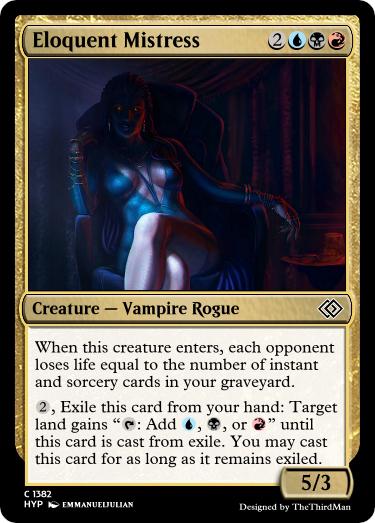 Eloquent Mistress 2
Creature — Vampire Rogue
When this creature enters, each opponent
loses life equal to the number of instant
and sorcery cards in your graveyard.
2, Exile this card from your hand: Target
land gains “: Add , , or ” until
this card is cast from exile. You may cast
this card for as long as it remains exiled.
5/3
C 1382
HYP EMMANUELJULIAN
Designed by TheThirdMan